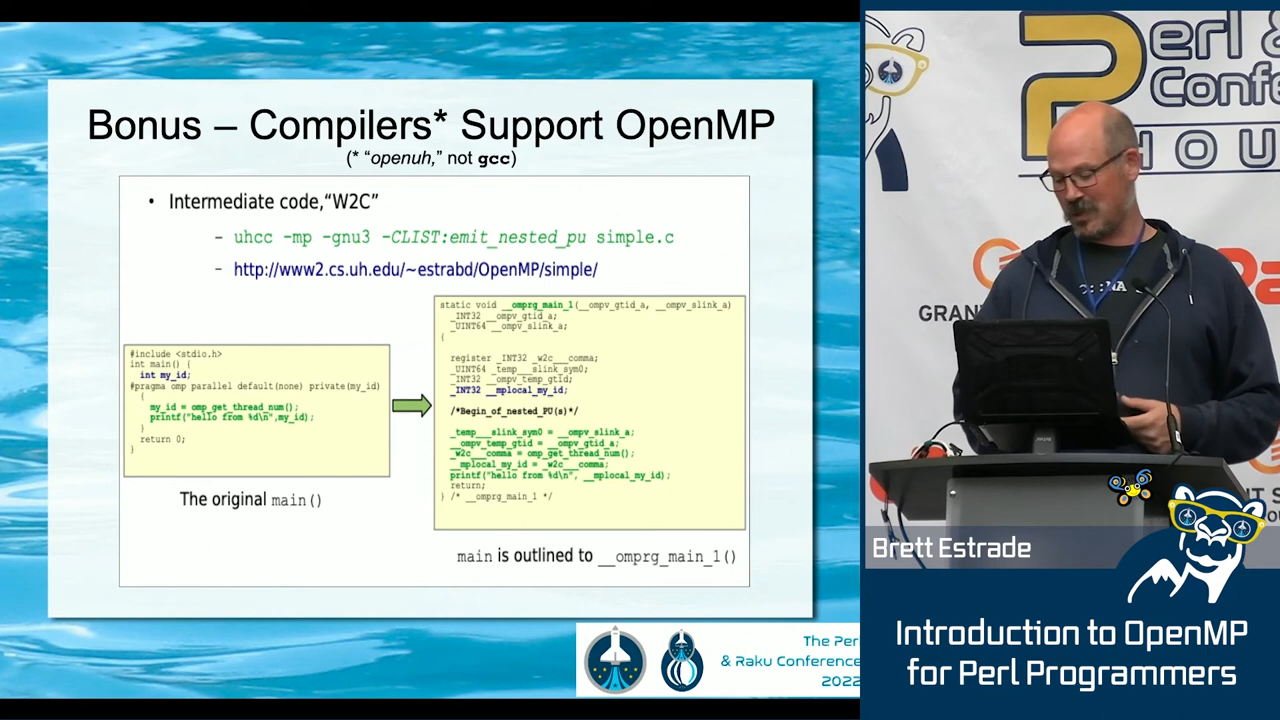 Bonus – Compilers* Support OpenMP
(* “openuh,” not gcc)
• Intermediate code,“W2C”
– uhcc -mp -gnu3 -CLIST:emit_nested_pu simple.c
– http://www2.cs.uh.edu/~estrabd/OpenMP/simple/
#include <stdio.h>
int main() {
int my_id;
#pragma omp parallel default(none) private(my_id)
{
my_id = omp_get_thread_num();
printf("hello from %d\n",my_id);
}
return 0;
}
The original main()
static void __omprg_main_1(__ompv_gtid_a, __ompv_slink_a)
_INT32 __ompv_gtid_a;
_UINT64 __ompv_slink_a;
{
register _INT32 _w2c___comma;
_UINT64 _temp___slink_sym0;
_INT32 __ompv_temp_gtid;
_INT32 __mplocal_my_id;
/*Begin_of_nested_PU(s)*/
_temp___slink_sym0 = __ompv_slink_a;
__ompv_temp_gtid = __ompv_gtid_a;
_w2c___comma = omp_get_thread_num();
__mplocal_my_id = _w2c___comma;
printf("hello from %d\n", __mplocal_my_id);
return;
} /* __omprg_main_1 */
main is outlined to __omprg_main_1()
The Per
& Raku Conference
2022
Perl &
Confe
HOU
GRAN
Brett Estrade
Introduction to OpenMP
for Perl Programmers